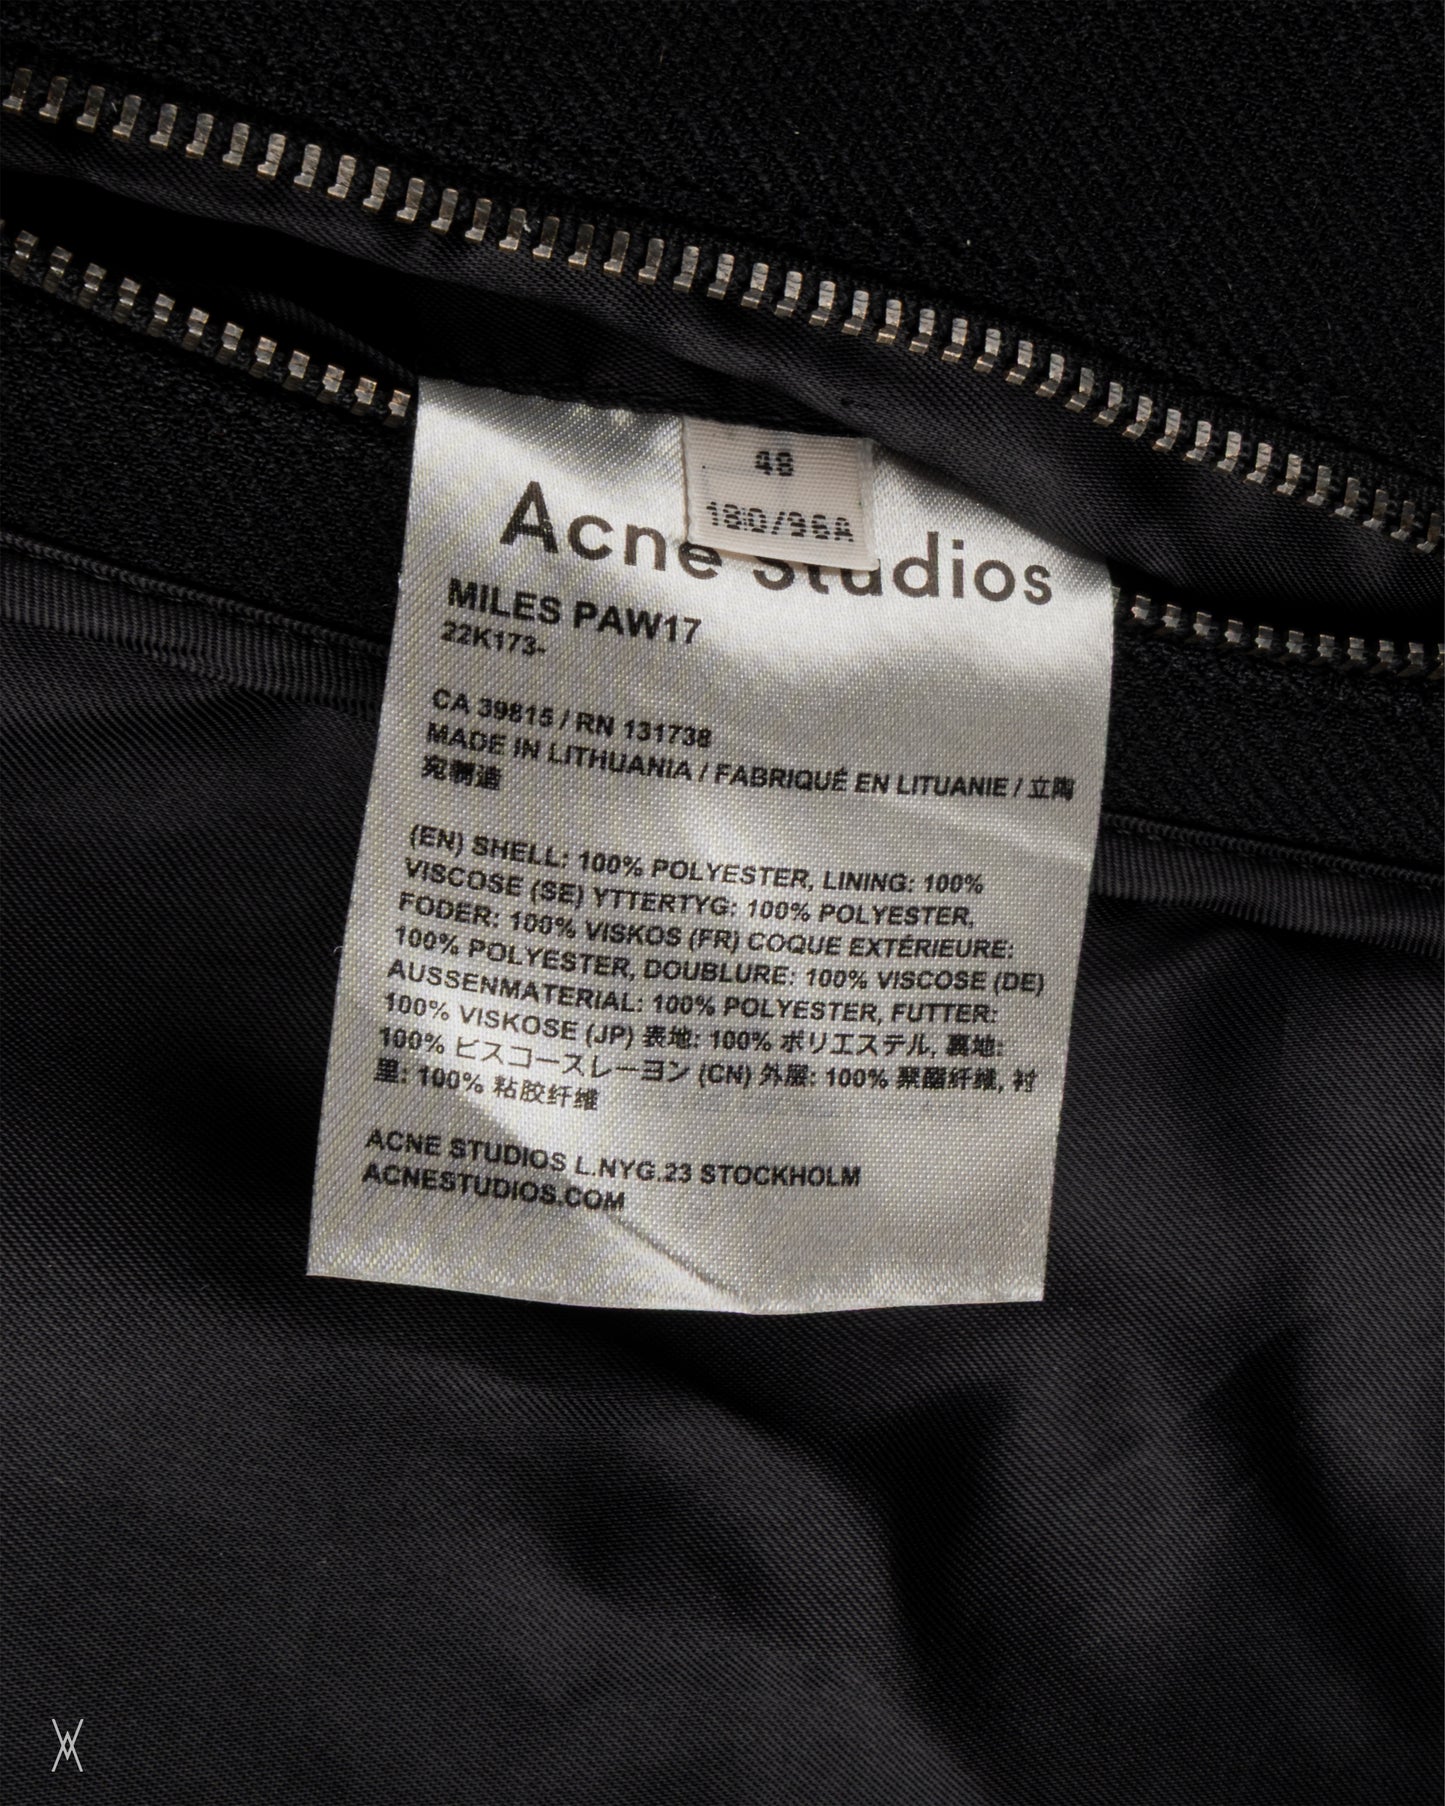 48
180/96A
Acne Studios
MILES PAW17
22K173-
CA 39815 / RN 131738
MADE IN LITHUANIA / FABRIQUÉ EN LITUANIE / 立陶
宛制造
(EN) SHELL: 100% POLYESTER, LINING: 100%
VISCOSE (SE) YTTERTYG: 100% POLYESTER,
FODER: 100% VISKOS (FR) COQUE EXTÉRIEURE:
100% POLYESTER, DOUBLURE: 100% VISCOSE (DE)
AUSSENMATERIAL: 100% POLYESTER, FUTTER:
100% VISKOSE (JP) 表地: 100% ポリエステル, 裏地:
100% ビスコースレーヨン (CN) 外层: 100% 聚酯纤维, 衬
里: 100% 粘胶纤维
ACNE STUDIOS L.NYG.23 STOCKHOLM
ACNESTUDIOS.COM